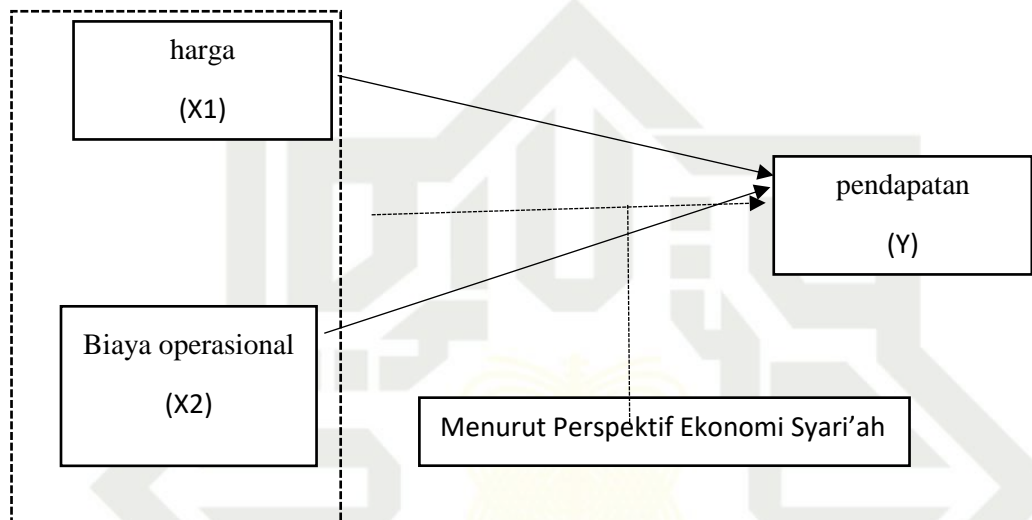 harga
(X1)
pendapatan
(Y)
Biaya operasional
(X2)
Menurut Perspektif Ekonomi Syari’ah